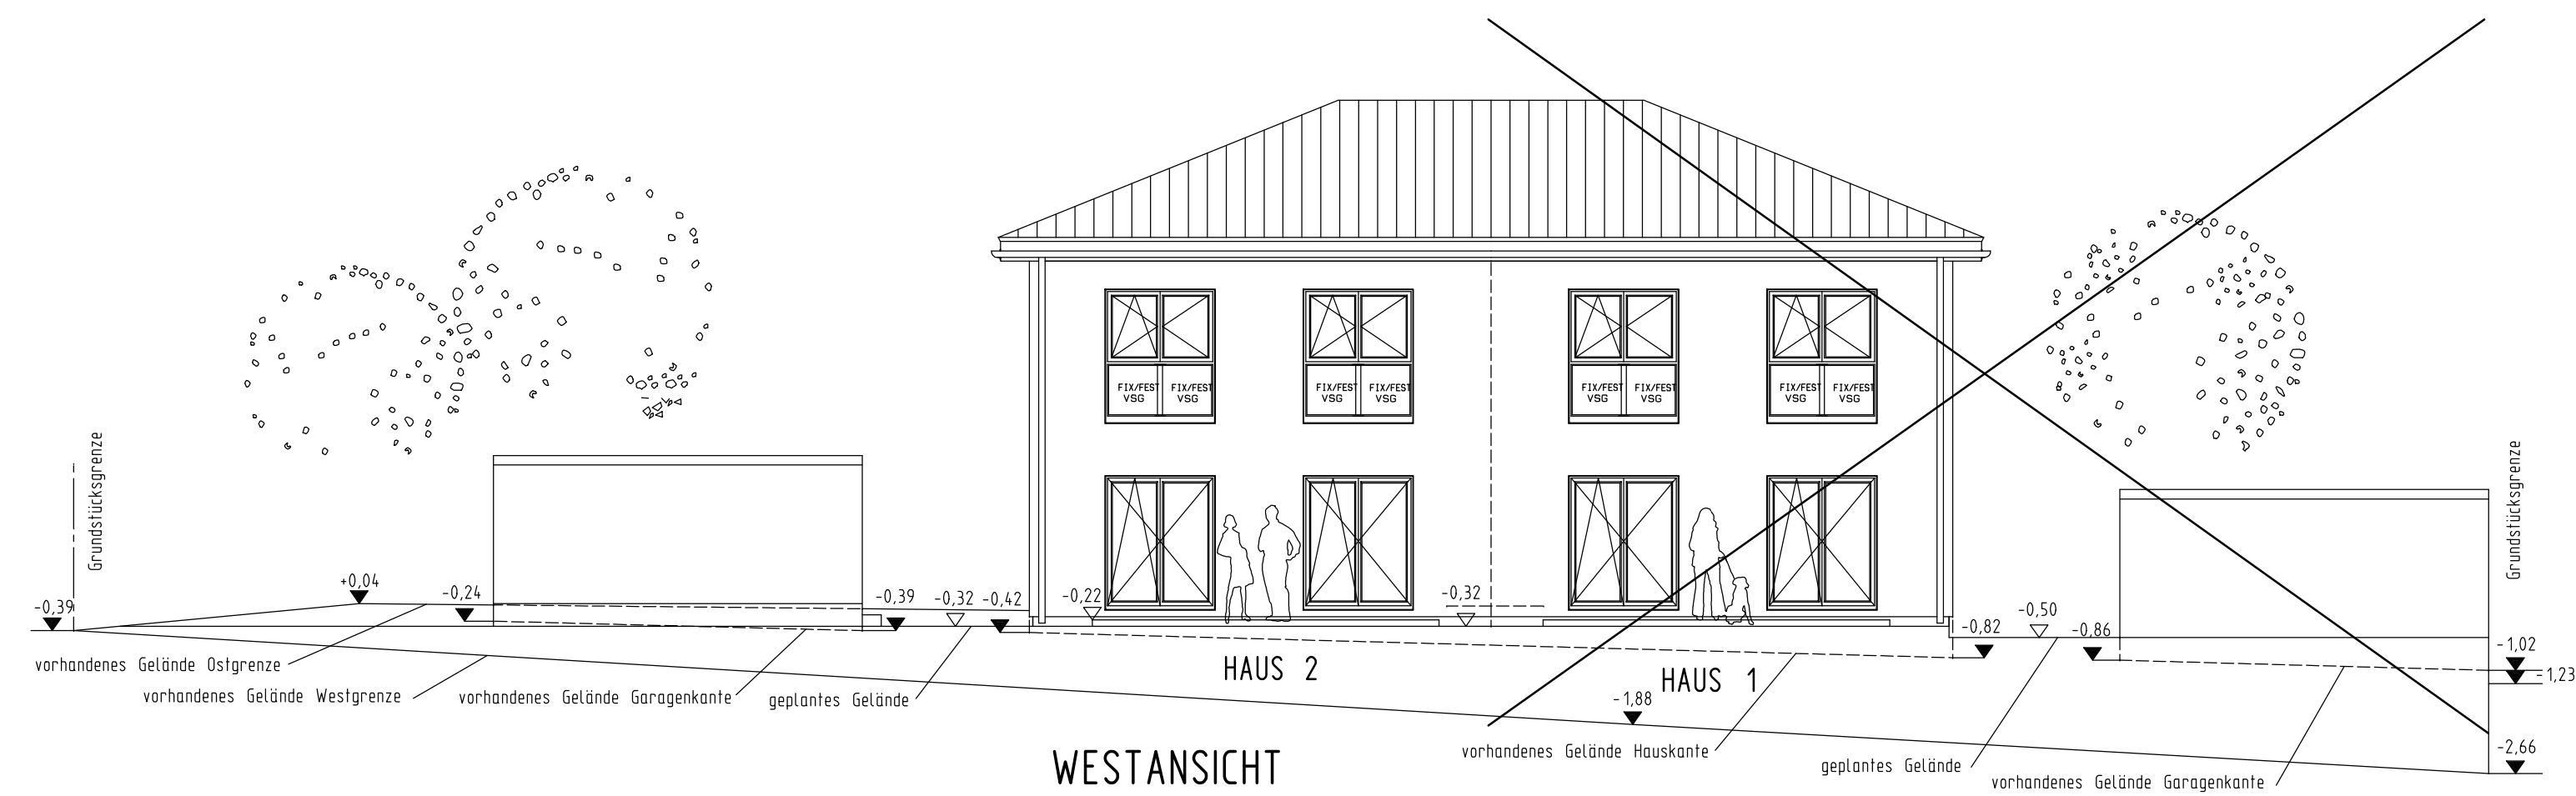 FIX/FEST VSG FIX/FEST VSG
FIX/FEST VSG FIX/FEST VSG
FIX/FEST VSG FIX/FEST VSG
FIX/FEST VSG FIX/FEST VSG
Grundstücksgrenze
Grundstücksgrenze
-0,39
+0,04
-0,24
-0,39
-0,32
-0,42
-0,22
-0,32
-0,82
-0,50
-0,86
-1,02
-1,23
vorhandenes Gelände Ostgrenze
vorhandenes Gelände Westgrenze
vorhandenes Gelände Garagenkante
geplantes Gelände
HAUS 2
HAUS 1
-1,88
vorhandenes Gelände Hauskante
geplantes Gelände
vorhandenes Gelände Garagenkante
-2,66
WESTANSICHT